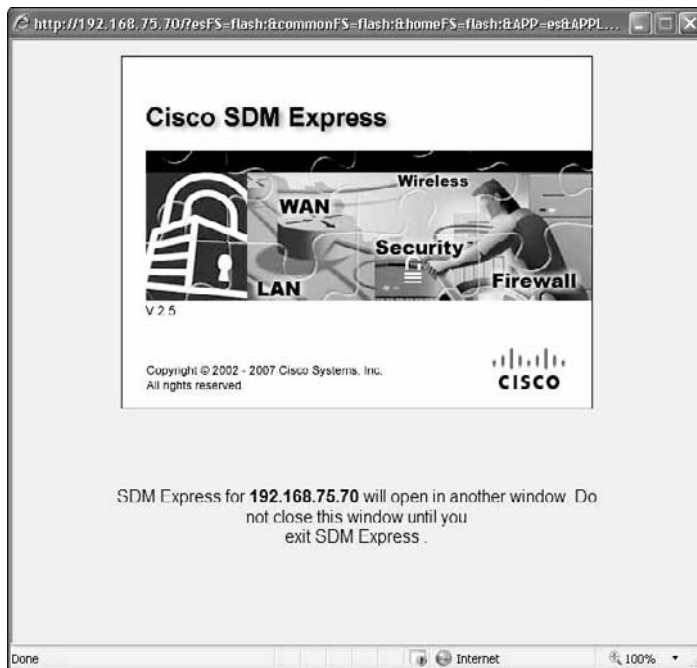 http://192.168.75.70/?esFS=flash:&commonFS=flash:&homeFS=flash:&APP=es&APPL...
Cisco SDM Express
Wireless
WAN
Security
LAN
Firewall
V 2.5
Copyright © 2002 - 2007 Cisco Systems, Inc.
All rights reserved
CISCO
SDM Express for 192.168.75.70 will open in another window. Do
not close this window until you
exit SDM Express .
Done
Internet
100%